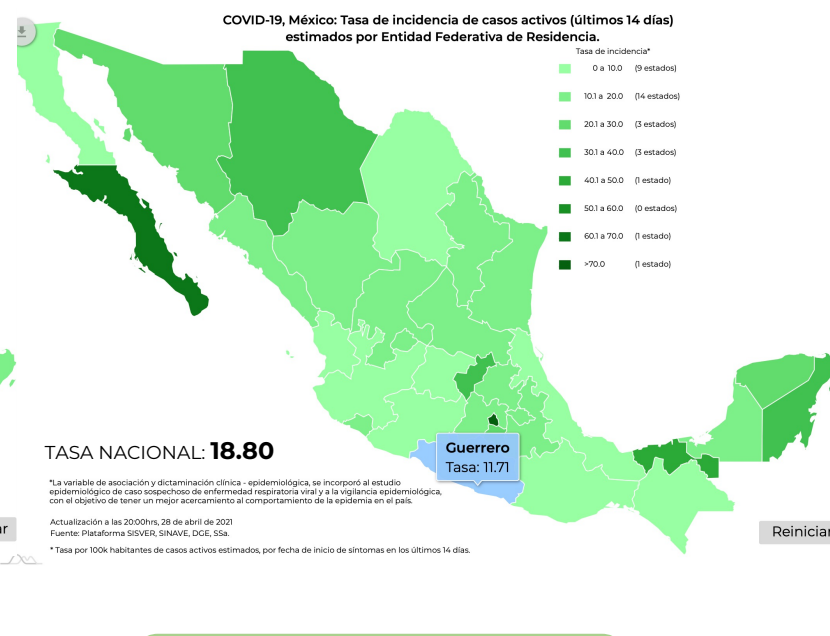 COVID-19, México: Tasa de incidencia de casos activos (últimos 14 días)
estimados por Entidad Federativa de Residencia.
Tasa de incidencia*
0 a 10.0 (9 estados)
10.1 a 20.0 (14 estados)
20.1 a 30.0 (3 estados)
30.1 a 40.0 (3 estados)
40.1 a 50.0 (1 estado)
50.1 a 60.0 (0 estados)
60.1 a 70.0 (1 estado)
>70.0 (1 estado)
Guerrero
Tasa: 11.71
TASA NACIONAL: 18.80
*La variable de asociación y dictaminación clínica - epidemiológica, se incorporó al estudio
epidemiológico de caso sospechoso de enfermedad respiratoria viral y a la vigilancia epidemiológica,
con el objetivo de tener un mejor acercamiento al comportamiento de la epidemia en el país.
Actualización a las 20:00hrs, 28 de abril de 2021
Fuente: Plataforma SISVER, SINAVE, DGE, SSa.
* Tasa por 100k habitantes de casos activos estimados, por fecha de inicio de síntomas en los últimos 14 días.
ar
Reiniciar